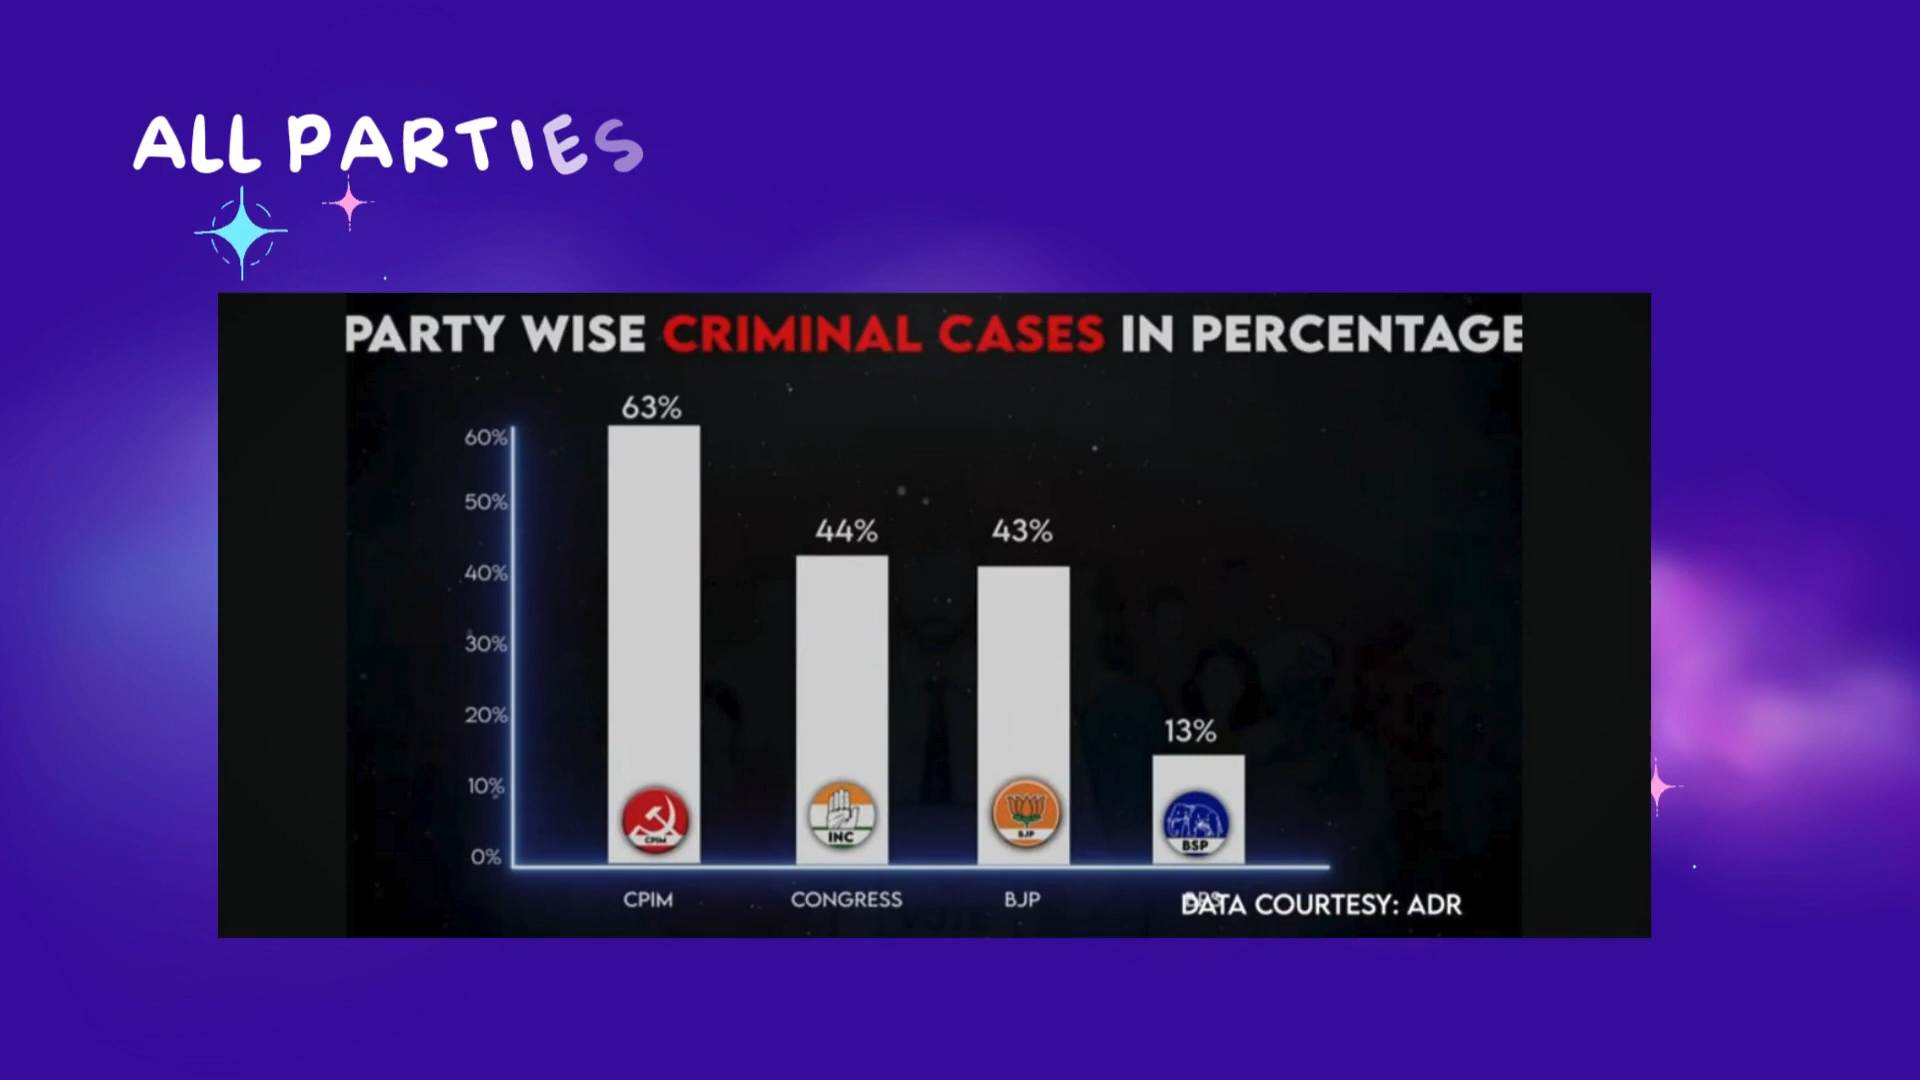 ALL PARTIES
PARTY WISE CRIMINAL CASES IN PERCENTAGE
63%
60%
50%
44%
43%
40%
30%
20%
13%
10%
0%
CPIM
INC
BJP
BSP
CPIM
CONGRESS
BJP
DATA COURTESY: ADR